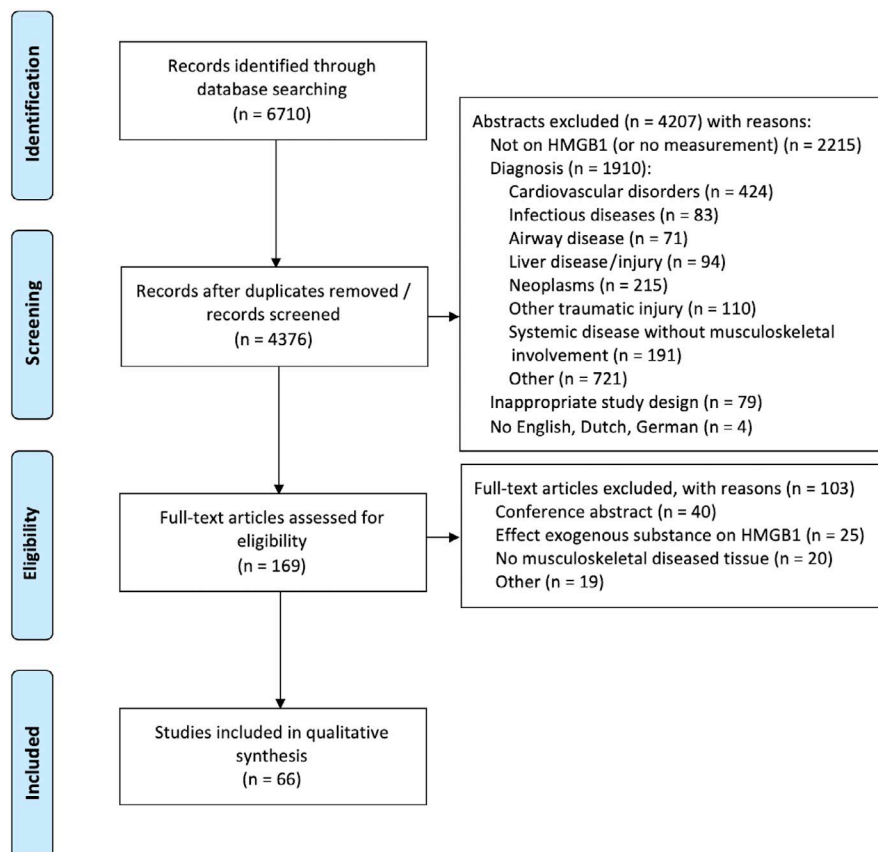 Identification
Records identified through
database searching
(n = 6710)
Abstracts excluded (n = 4207) with reasons:
Not on HMGB1 (or no measurement) (n = 2215)
Diagnosis (n = 1910):
Cardiovascular disorders (n = 424)
Infectious diseases (n = 83)
Airway disease (n = 71)
Liver disease/injury (n = 94)
Neoplasms (n = 215)
Other traumatic injury (n = 110)
Systemic disease without musculoskeletal
involvement (n = 191)
Other (n = 721)
Inappropriate study design (n = 79)
No English, Dutch, German (n = 4)
Screening
Records after duplicates removed /
records screened
(n = 4376)
Eligibility
Full-text articles assessed for
eligibility
(n = 169)
Full-text articles excluded, with reasons (n = 103)
Conference abstract (n = 40)
Effect exogenous substance on HMGB1 (n = 25)
No musculoskeletal diseased tissue (n = 20)
Other (n = 19)
Included
Studies included in qualitative
synthesis
(n = 66)